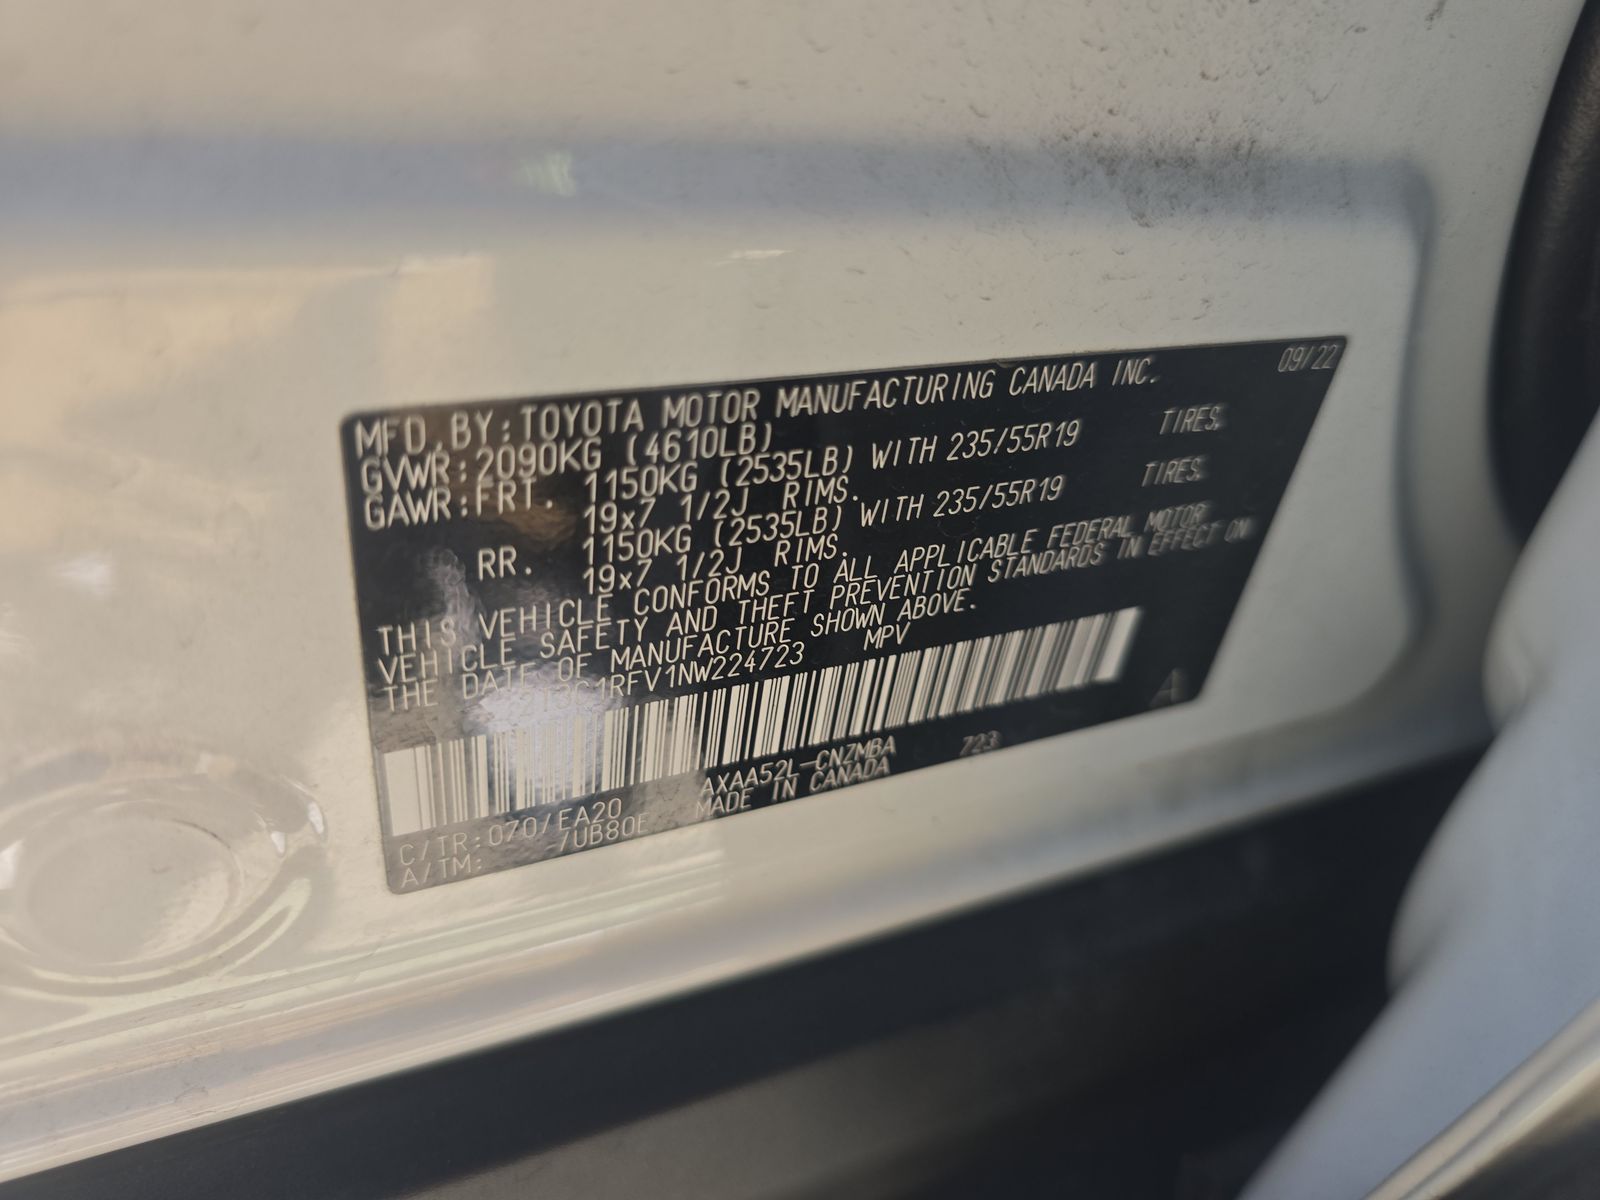 MFD. BY: TOYOTA MOTOR MANUFACTURING CANADA INC. 09/22
GVWR: 2090KG (4610LB)
GAWR: FRT. 1150KG (2535LB) WITH 235/55R19 TIRES,
19x7 1/2J RIMS.
RR. 1150KG (2535LB) WITH 235/55R19 TIRES.
19x7 1/2J RIMS.
THIS VEHICLE CONFORMS TO ALL APPLICABLE FEDERAL MOTOR
VEHICLE SAFETY AND THEFT PREVENTION STANDARDS IN EFFECT ON
THE DATE OF MANUFACTURE SHOWN ABOVE.
MPV
A
C/TR: 070/EA20 AXAA52L-CNZMBA 723
A/TM: -/UB80E MADE IN CANADA